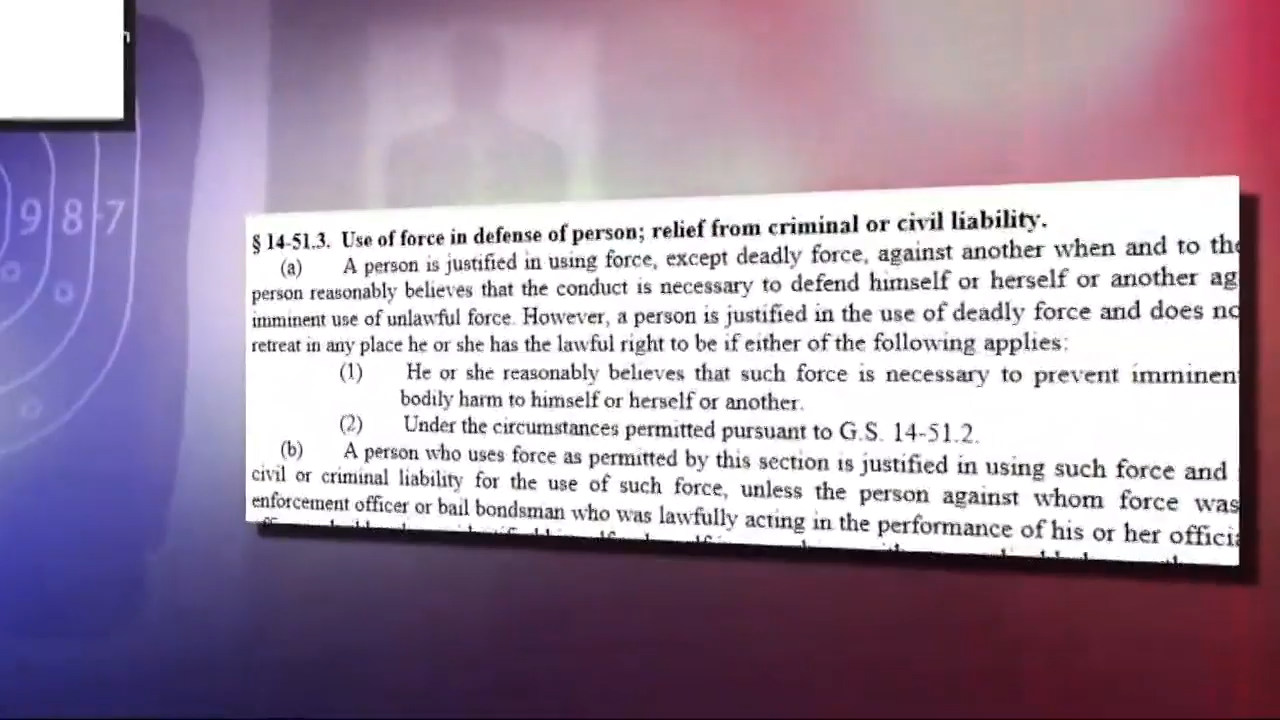 9 8 7
§ 14-51.3. Use of force in defense of person; relief from criminal or civil liability.
(a) A person is justified in using force, except deadly force, against another when and to the
person reasonably believes that the conduct is necessary to defend himself or herself or another ag
imminent use of unlawful force. However, a person is justified in the use of deadly force and does no
retreat in any place he or she has the lawful right to be if either of the following applies:
(1) He or she reasonably believes that such force is necessary to prevent imminen
bodily harm to himself or herself or another.
(2) Under the circumstances permitted pursuant to G.S. 14-51.2.
(b) A person who uses force as permitted by this section is justified in using such force and
civil or criminal liability for the use of such force, unless the person against whom force was
enforcement officer or bail bondsman who was lawfully acting in the performance of his or her officia